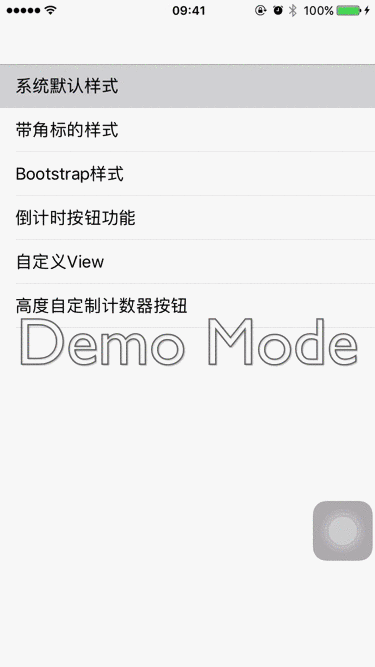 09:41
100%
系统默认样式
带角标的样式
Bootstrap样式
倒计时按钮功能
自定义View
高度自定制计数器按钮
Demo Mode